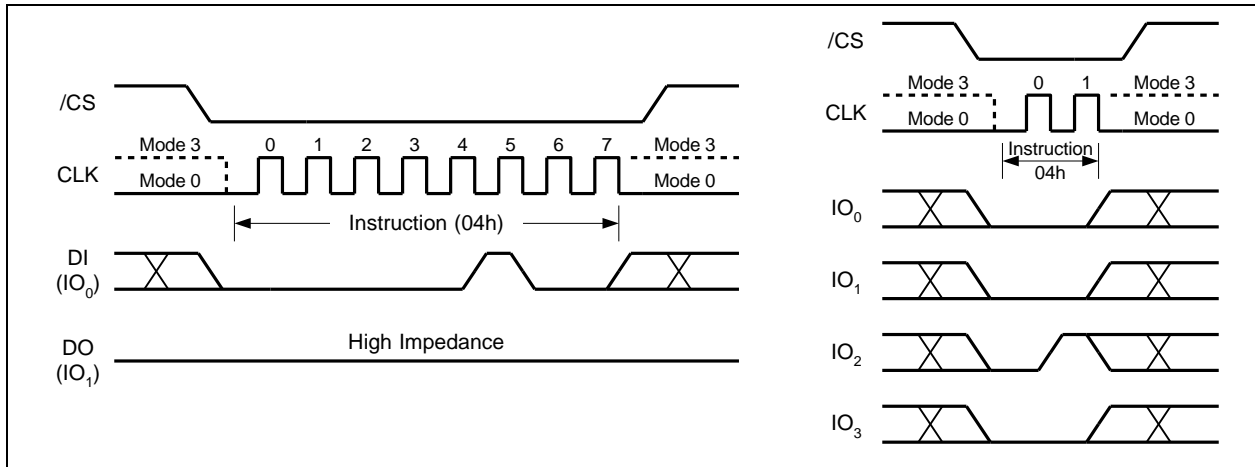 /CS
Mode 3
0 1 2 3 4 5 6 7
Mode 3
CLK
Mode 0
Mode 0
Instruction (04h)
DI
(IO0)
High Impedance
DO
(IO1)
/CS
Mode 3
0 1
Mode 3
CLK
Mode 0
Mode 0
Instruction
04h
IO0
IO1
IO2
IO3